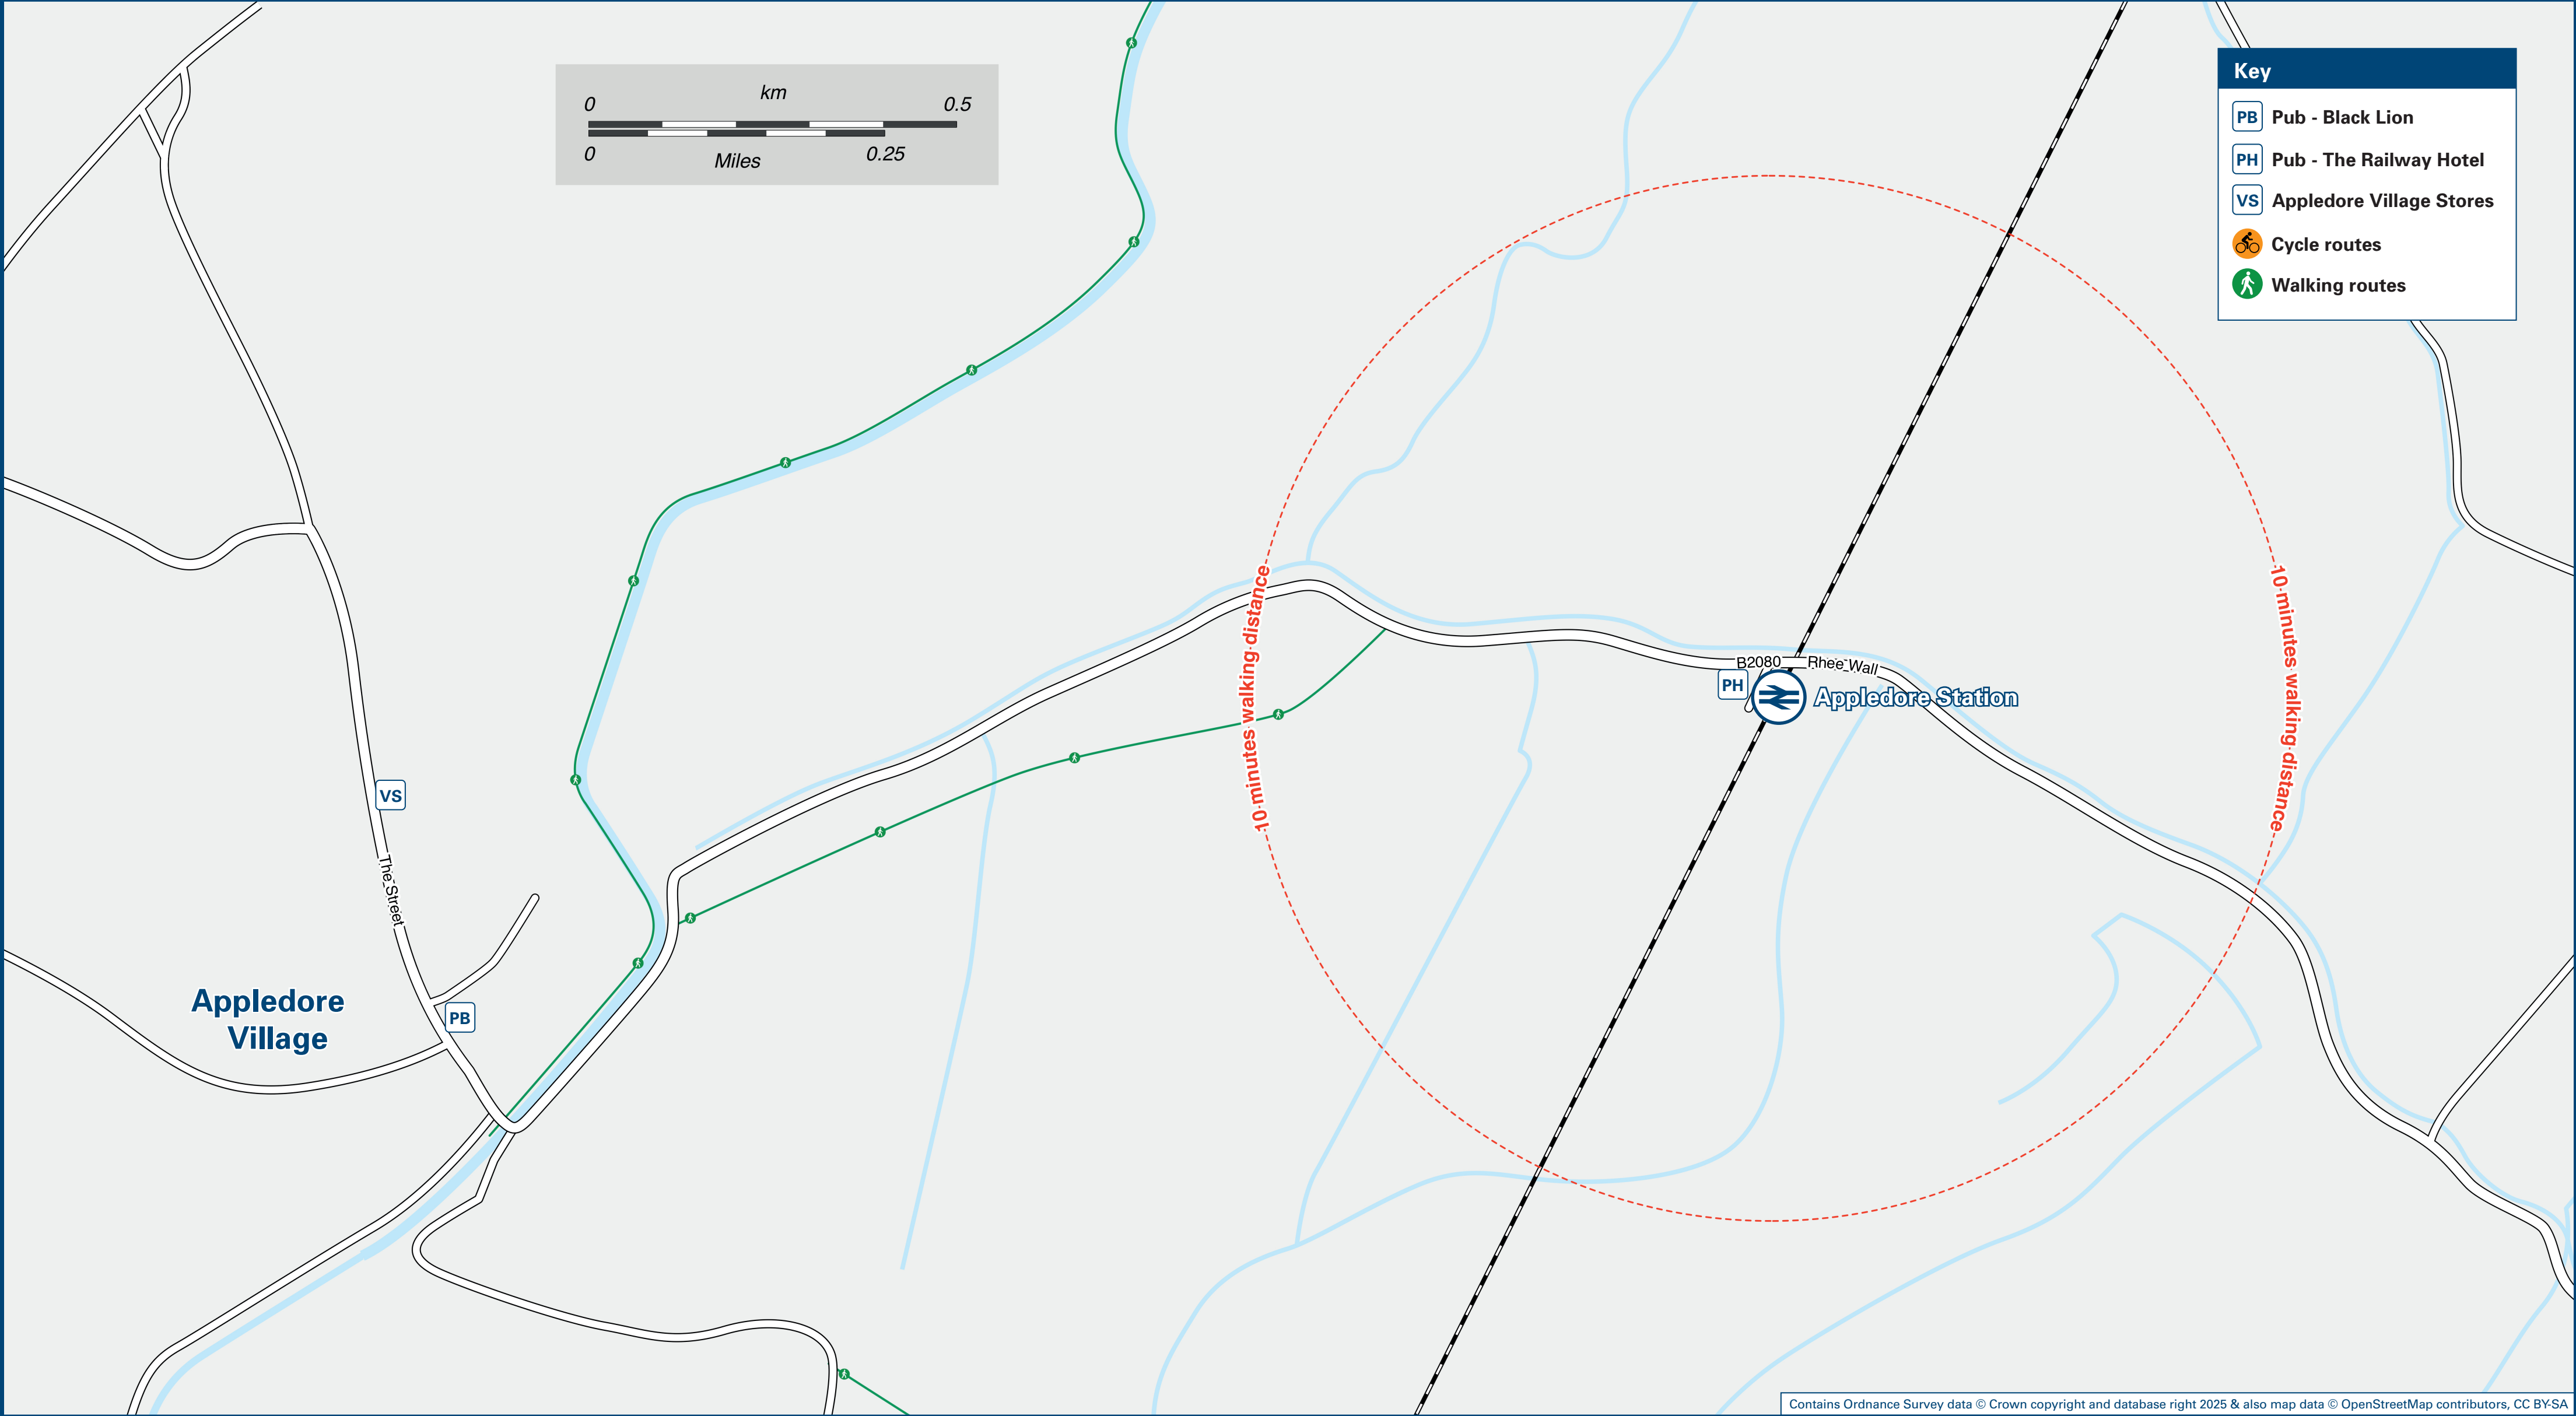 km
0 0.5
0 Miles 0.25
Key
PB Pub - Black Lion
PH Pub - The Railway Hotel
VS Appledore Village Stores
Cycle routes
Walking routes
10 minutes walking distance
10 minutes walking distance
B2080 Rhee Wall
PH
Appledore Station
VS
The Street
PB
Appledore
Village
Contains Ordnance Survey data © Crown copyright and database right 2025 & also map data © OpenStreetMap contributors, CC BY-SA